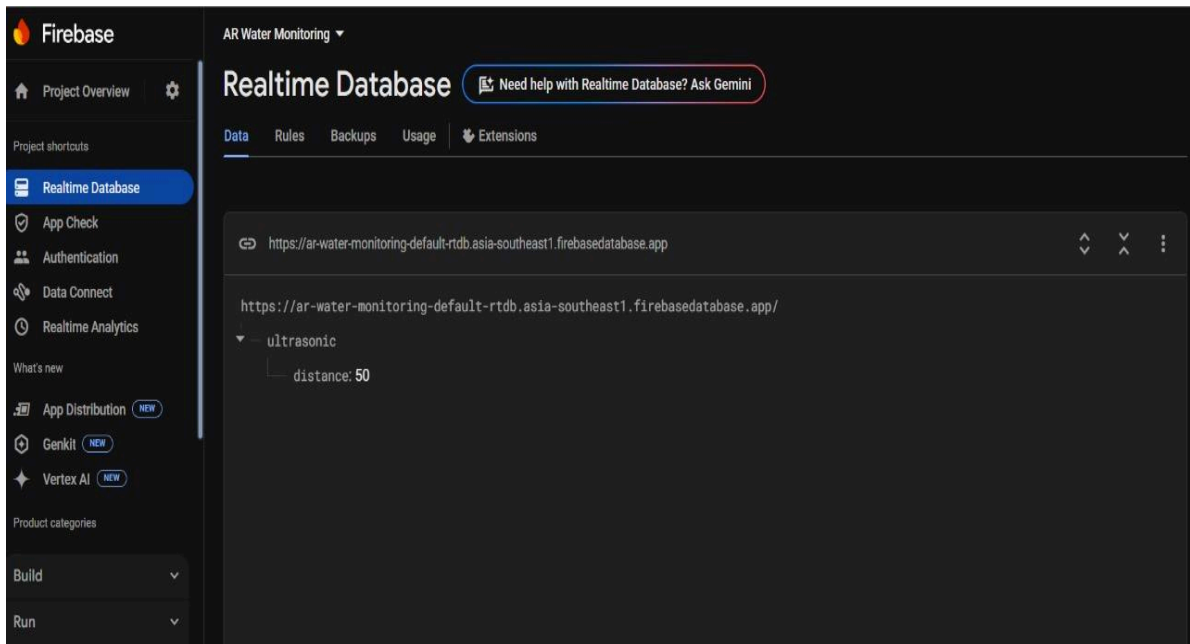 Firebase
Project Overview
Project shortcuts
Realtime Database
App Check
Authentication
Data Connect
Realtime Analytics
What's new
App Distribution NEW
Genkit NEW
Vertex AI NEW
Product categories
Build
Run
AR Water Monitoring
Realtime Database Need help with Realtime Database? Ask Gemini
Data Rules Backups Usage Extensions
https://ar-water-monitoring-default-rtdb.asia-southeast1.firebasedatabase.app
https://ar-water-monitoring-default-rtdb.asia-southeast1.firebasedatabase.app/
ultrasonic
distance: 50